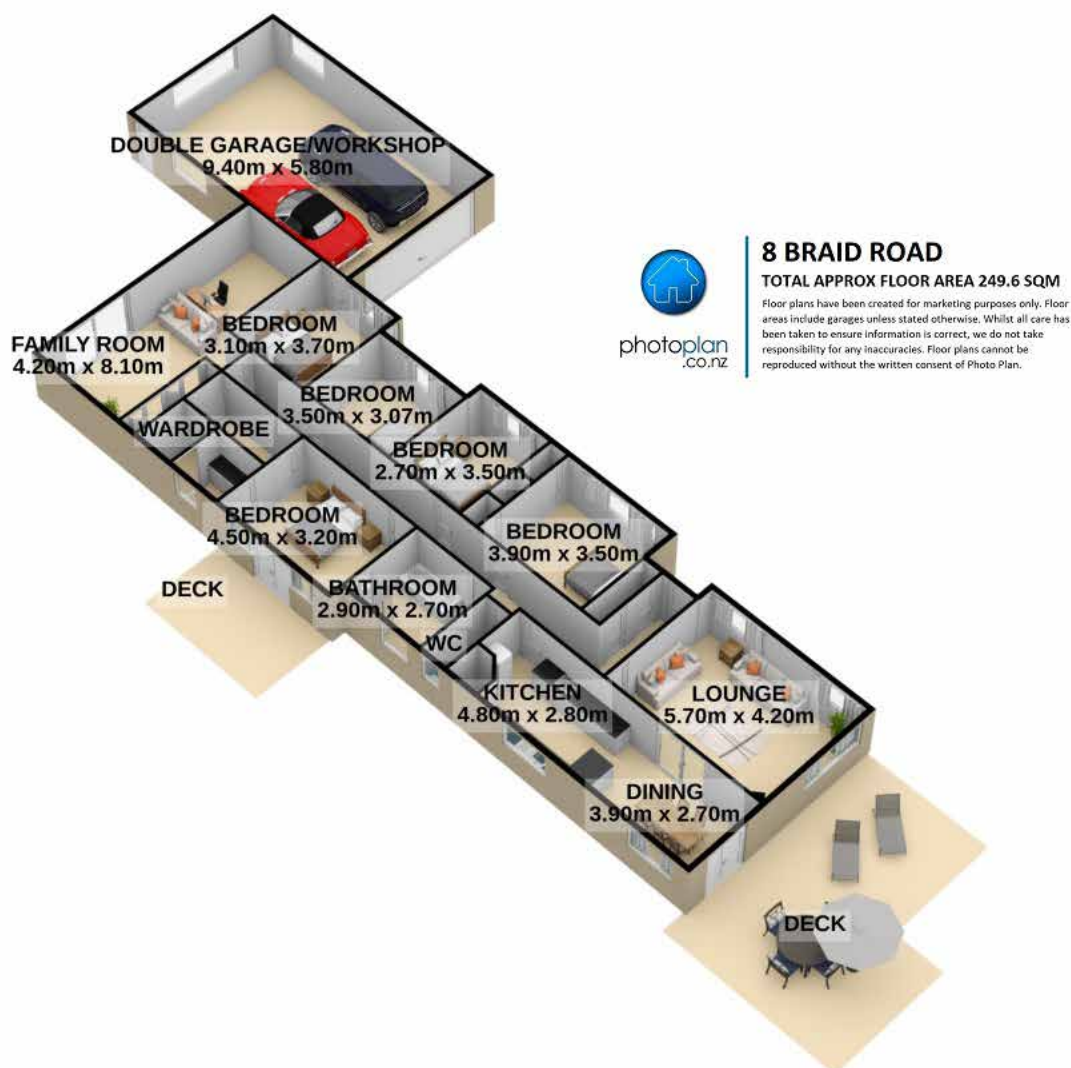 DOUBLE GARAGE/WORKSHOP
9.40m x 5.80m
8 BRAID ROAD
TOTAL APPROX FLOOR AREA 249.6 SQM
Floor plans have been created for marketing purposes only. Floor
areas include garages unless stated otherwise. Whilst all care has
been taken to ensure information is correct, we do not take
responsibility for any inaccuracies. Floor plans cannot be
reproduced without the written consent of Photo Plan.
photoplan
.co.nz
FAMILY ROOM
4.20m x 8.10m
BEDROOM
3.10m x 3.70m
BEDROOM
3.50m x 3.07m
WARDROBE
BEDROOM
2.70m x 3.50m
BEDROOM
4.50m x 3.20m
BEDROOM
3.90m x 3.50m
DECK
BATHROOM
2.90m x 2.70m
WC
KITCHEN
4.80m x 2.80m
LOUNGE
5.70m x 4.20m
DINING
3.90m x 2.70m
DECK